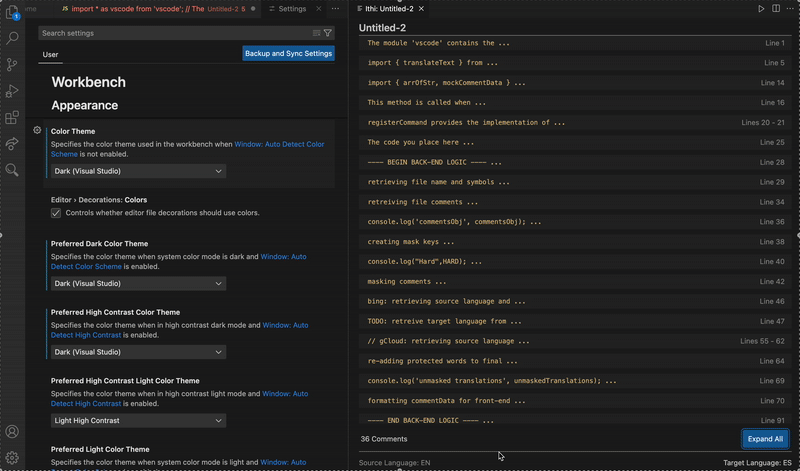 ome
import * as vscode from 'vscode'; // The Untitled-2 5
Settings
Search settings
User
Backup and Sync Settings
Workbench
Appearance
Color Theme
Specifies the color theme used in the workbench when Window: Auto Detect Color
Scheme is not enabled.
Dark (Visual Studio)
Editor › Decorations: Colors
Controls whether editor file decorations should use colors.
Preferred Dark Color Theme
Specifies the color theme when system color mode is dark and Window: Auto
Detect Color Scheme is enabled.
Dark (Visual Studio)
Preferred High Contrast Color Theme
Specifies the color theme when in high contrast dark mode and Window: Auto
Detect High Contrast is enabled.
Dark (Visual Studio)
Preferred High Contrast Light Color Theme
Specifies the color theme when in high contrast light mode and Window: Auto
Detect High Contrast is enabled.
Light High Contrast
Preferred Light Color Theme
Specifies the color theme when system color mode is light and Window: Auto
1
Ithi: Untitled-2
Untitled-2
The module 'vscode' contains the ... Line 1
import { translateText } from ... Line 5
import { arrOfStr, mockCommentData } ... Line 14
This method is called when ... Line 16
registerCommand provides the implementation of ... Lines 20 - 21
The code you place here ... Line 25
―――― BEGIN BACK-END LOGIC ―――― ... Line 28
retrieving file name and symbols ... Line 29
retreiving file comments ... Line 34
console.log('commentsObj', commentsObj); ... Line 36
creating mask keys ... Line 38
console.log("Hard",HARD); ... Line 40
masking comments ... Line 42
bing: retrieving source language and ... Line 46
TODO: retreive target language from ... Line 47
// gCloud: retrieving source language ... Lines 55 - 62
re-adding protected words to final ... Line 64
console.log('unmasked translations', unmaskedTranslations); ... Line 69
formatting commentData for front-end ... Line 70
―――― END BACK-END LOGIC ―――― ... Line 91
36 Comments
Expand All
Source Language: EN
Target Language: ES